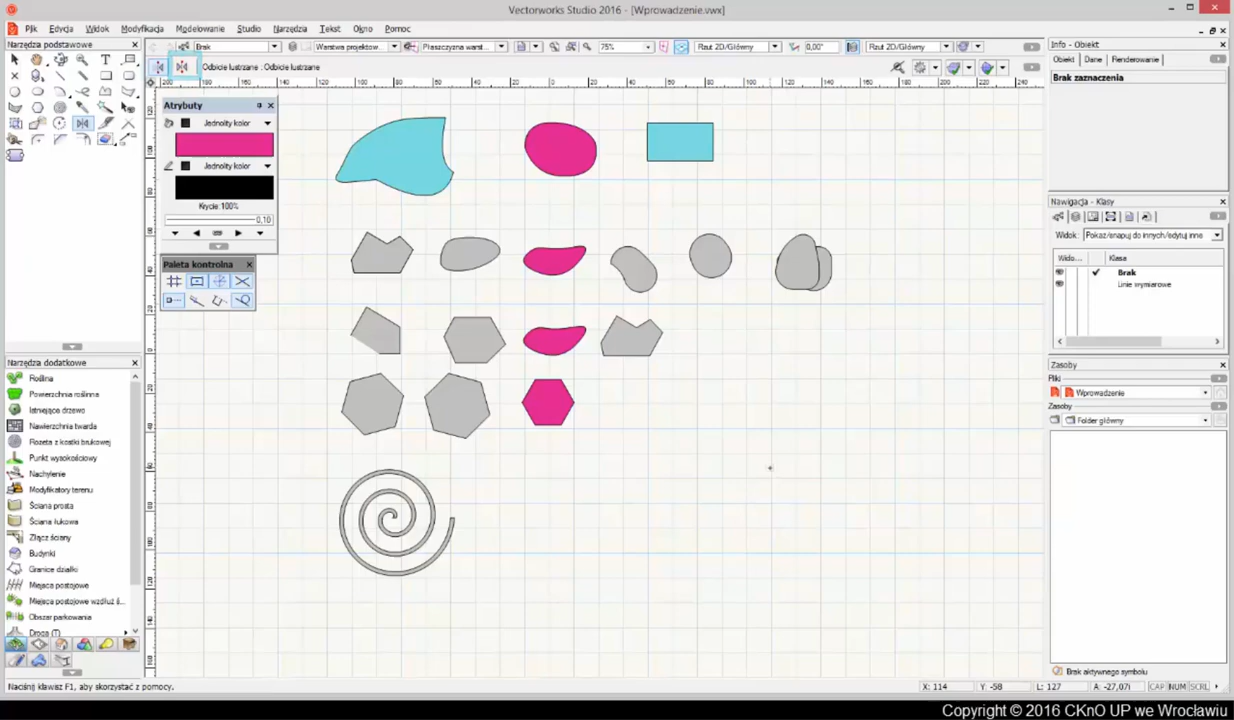 Vectorworks Studio 2016 - [Wprowadzenie.vwx]
Plik Edycja Widok Modyfikacja Modelowanie Studio Narzędzia Tekst Okno Pomoc
Narzędzia podstawowe
Brak Warstwa projektow... Płaszczyzna warst... 75% Rzut 2D/Główny 0,00° Rzut 2D/Główny
Odbicie lustrzane : Odbicie lustrzane
Atrybuty
Jednolity kolor
Jednolity kolor
Krycie: 100%
0,10
Paleta kontrolna
Narzędzia dodatkowe
Roślina
Powierzchnia roślinna
Istniejące drzewo
Nawierzchnia twarda
Rozeta z kostki brukowej
Punkt wysokościowy
Nachylenie
Modyfikatory terenu
Ściana prosta
Ściana łukowa
Złącz ściany
Budynki
Granice działki
Miejsca postojowe
Miejsca postojowe wzdłuż ś...
Obszar parkowania
Droga (T)
Info - Obiekt
Obiekt Dane Renderowanie
Brak zaznaczenia
Nawigacja - Klasy
Widok: Pokaż/snapuj do innych/edytuj inne
Wido... Klasa
Brak
Linie wymiarowe
Zasoby
Pliki
Wprowadzenie
Zasoby
Folder główny
Brak aktywnego symbolu
Naciśnij klawisz F1, aby skorzystać z pomocy.
X: 114 Y: -58 L: 127 A: -27,07 CAP NUM SCRL
Copyright © 2016 CKnO UP we Wrocławiu